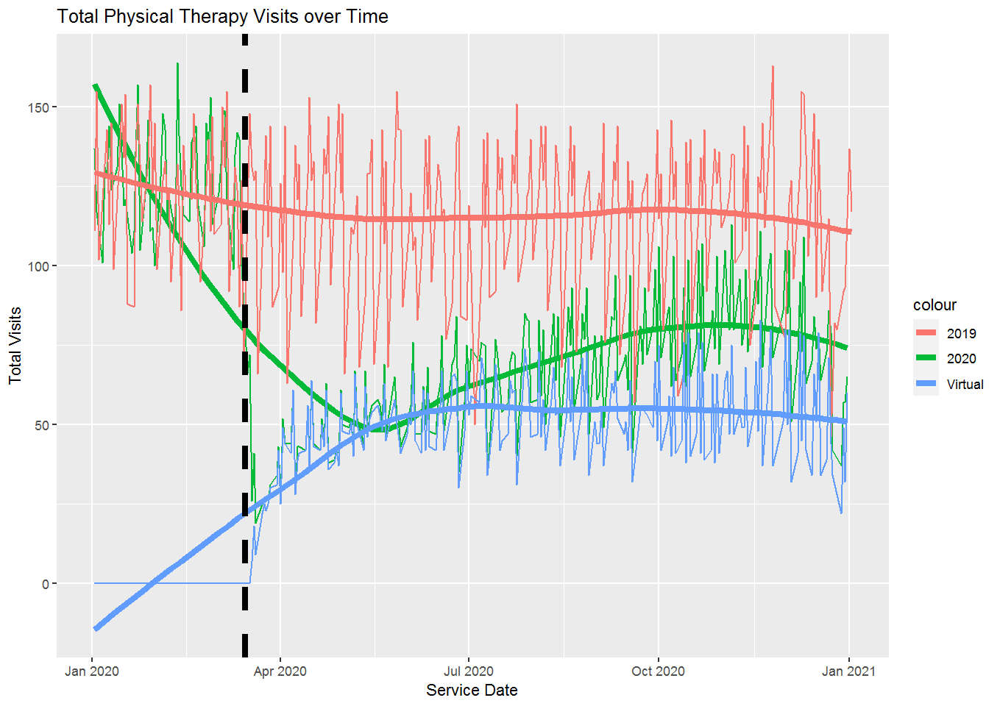 Total Physical Therapy Visits over Time
Total Visits
150
100
50
0
Jan 2020
Apr 2020
Jul 2020
Oct 2020
Jan 2021
Service Date
colour
2019
2020
Virtual